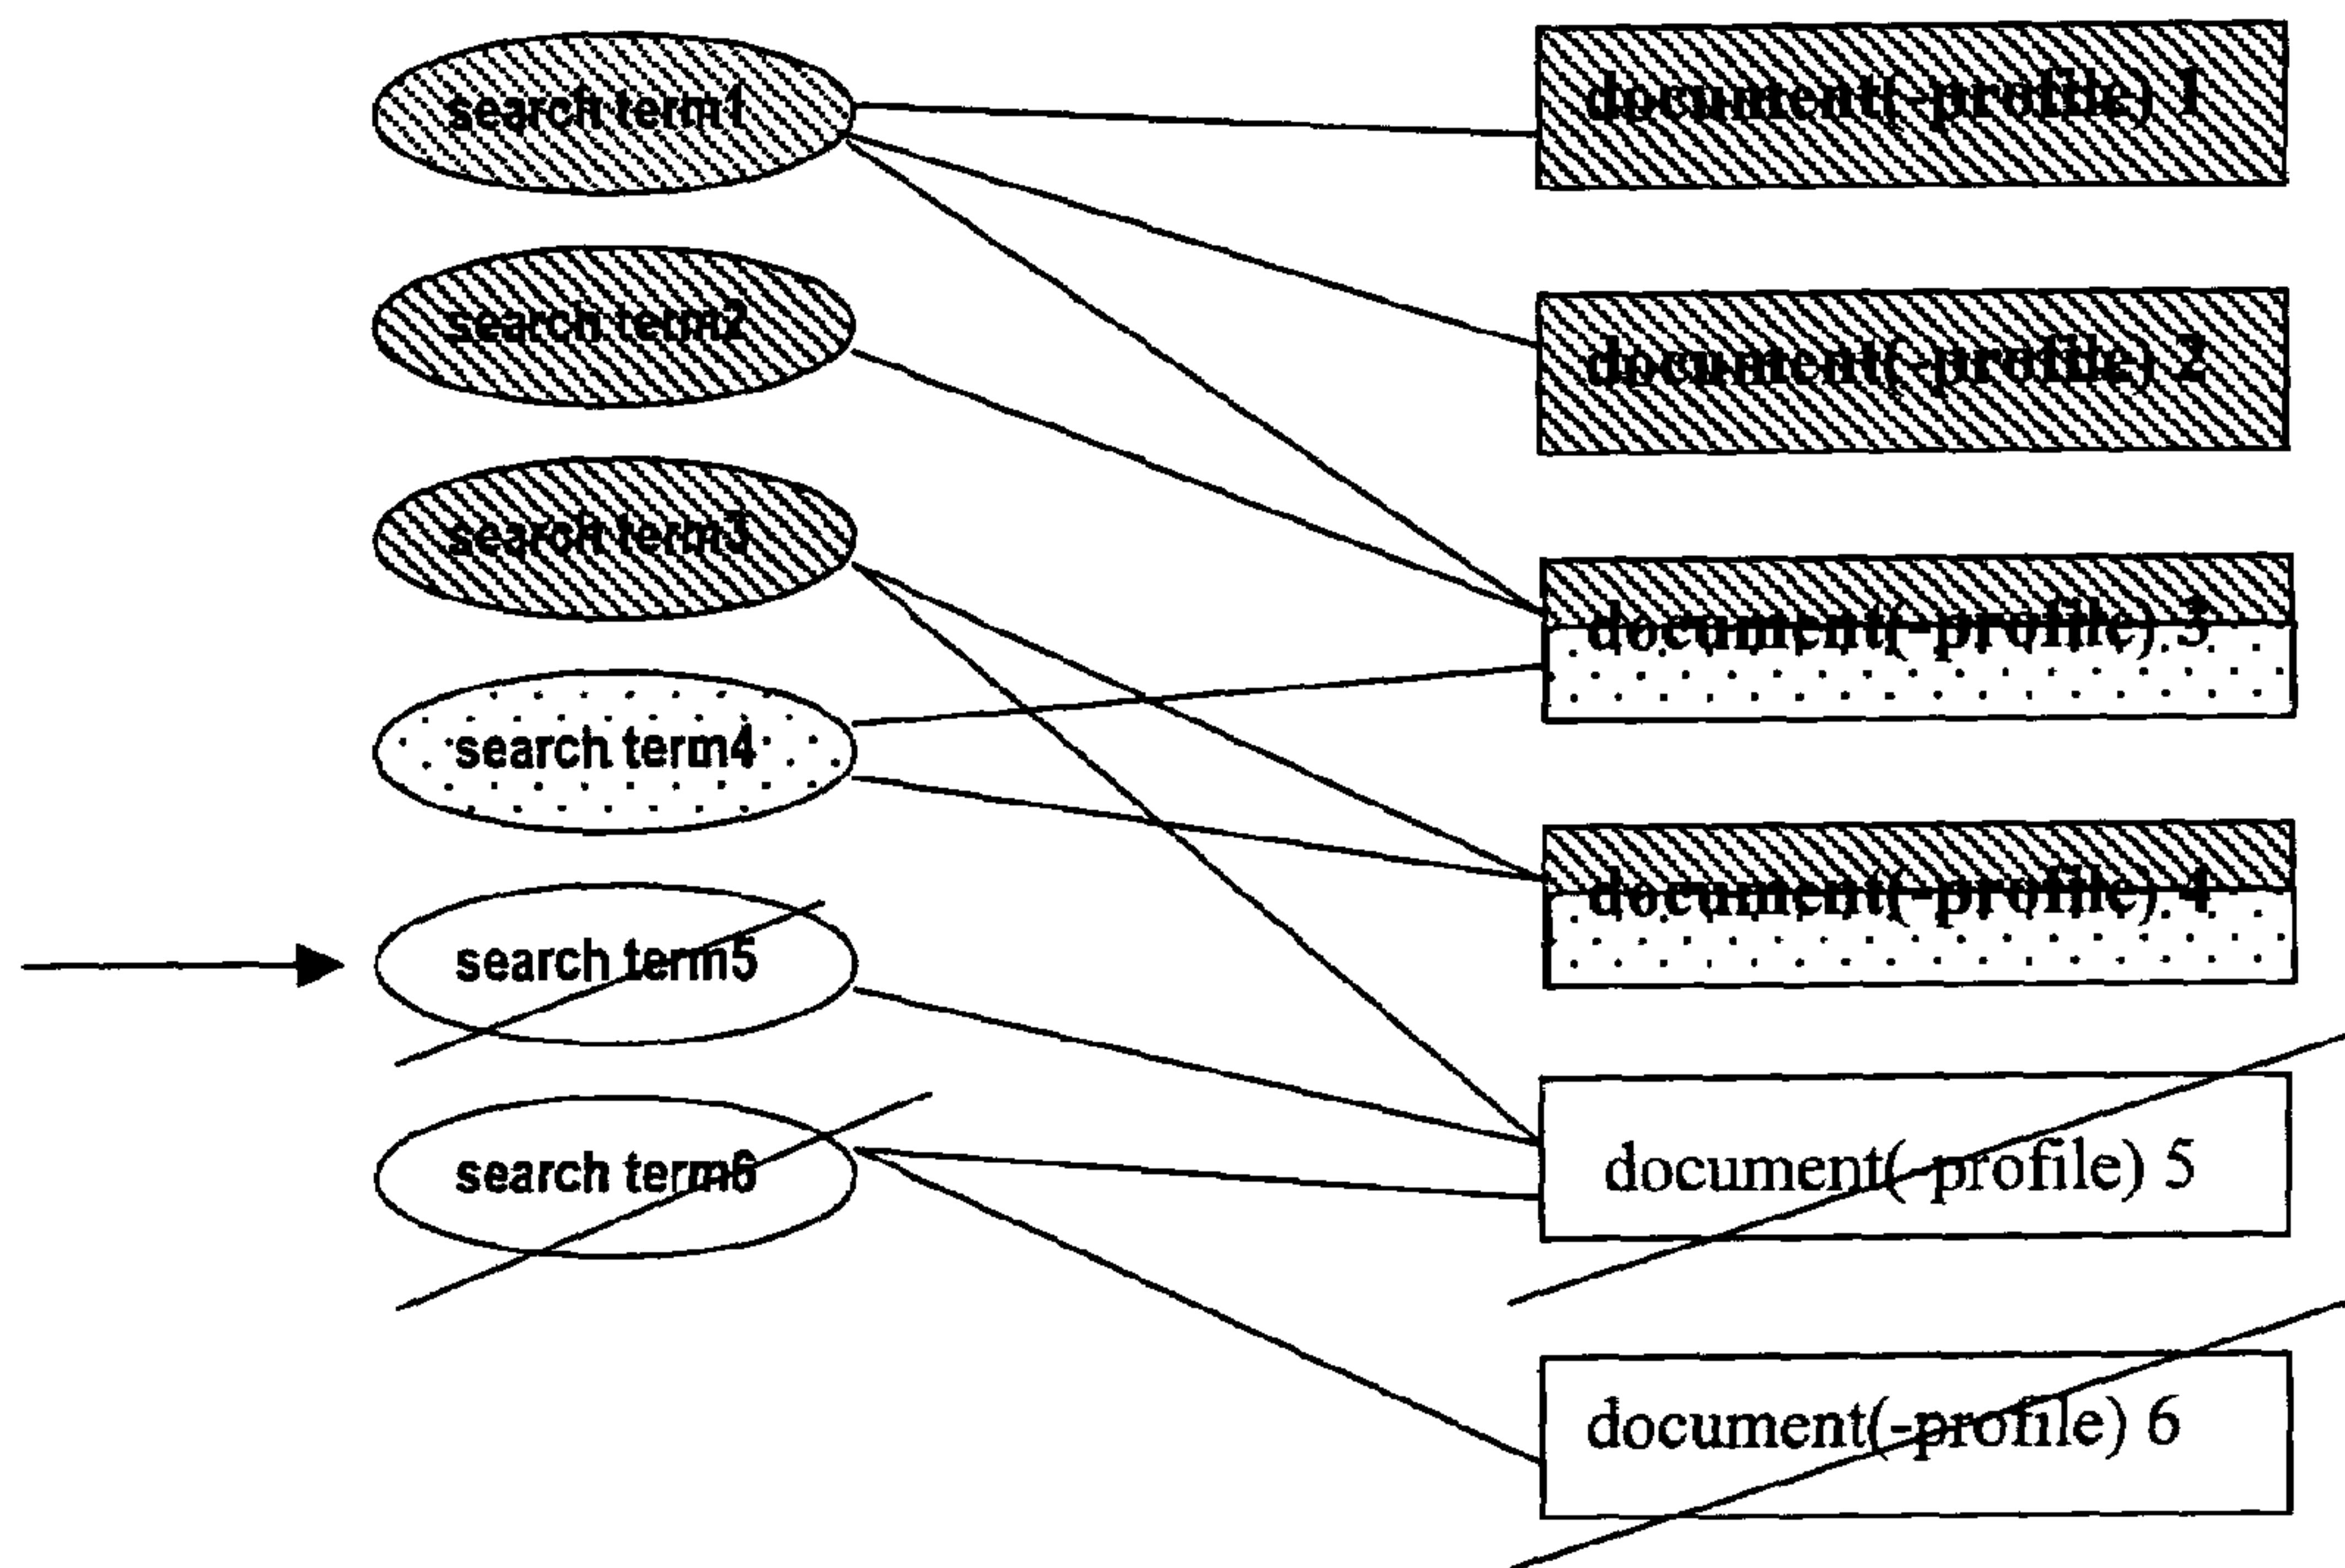 search term1
search term2
search term3
search term4
search term5
search term6
document(-profile) 1
document(-profile) 2
document(-profile) 3
document(-profile) 4
document(-profile) 5
document(-profile) 6